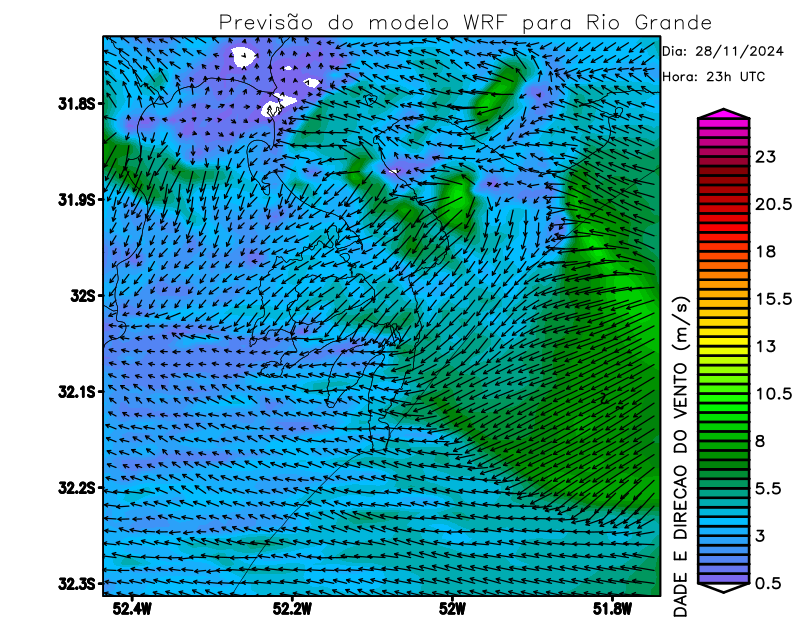 Previsão do modelo WRF para Rio Grande
Dia: 28/11/2024
Hora: 23h UTC
31.8S
31.9S
32S
32.1S
32.2S
32.3S
52.4W
52.2W
52W
51.8W
23
20.5
18
15.5
13
10.5
8
5.5
3
0.5
DADE E DIRECAO DO VENTO (m/s)